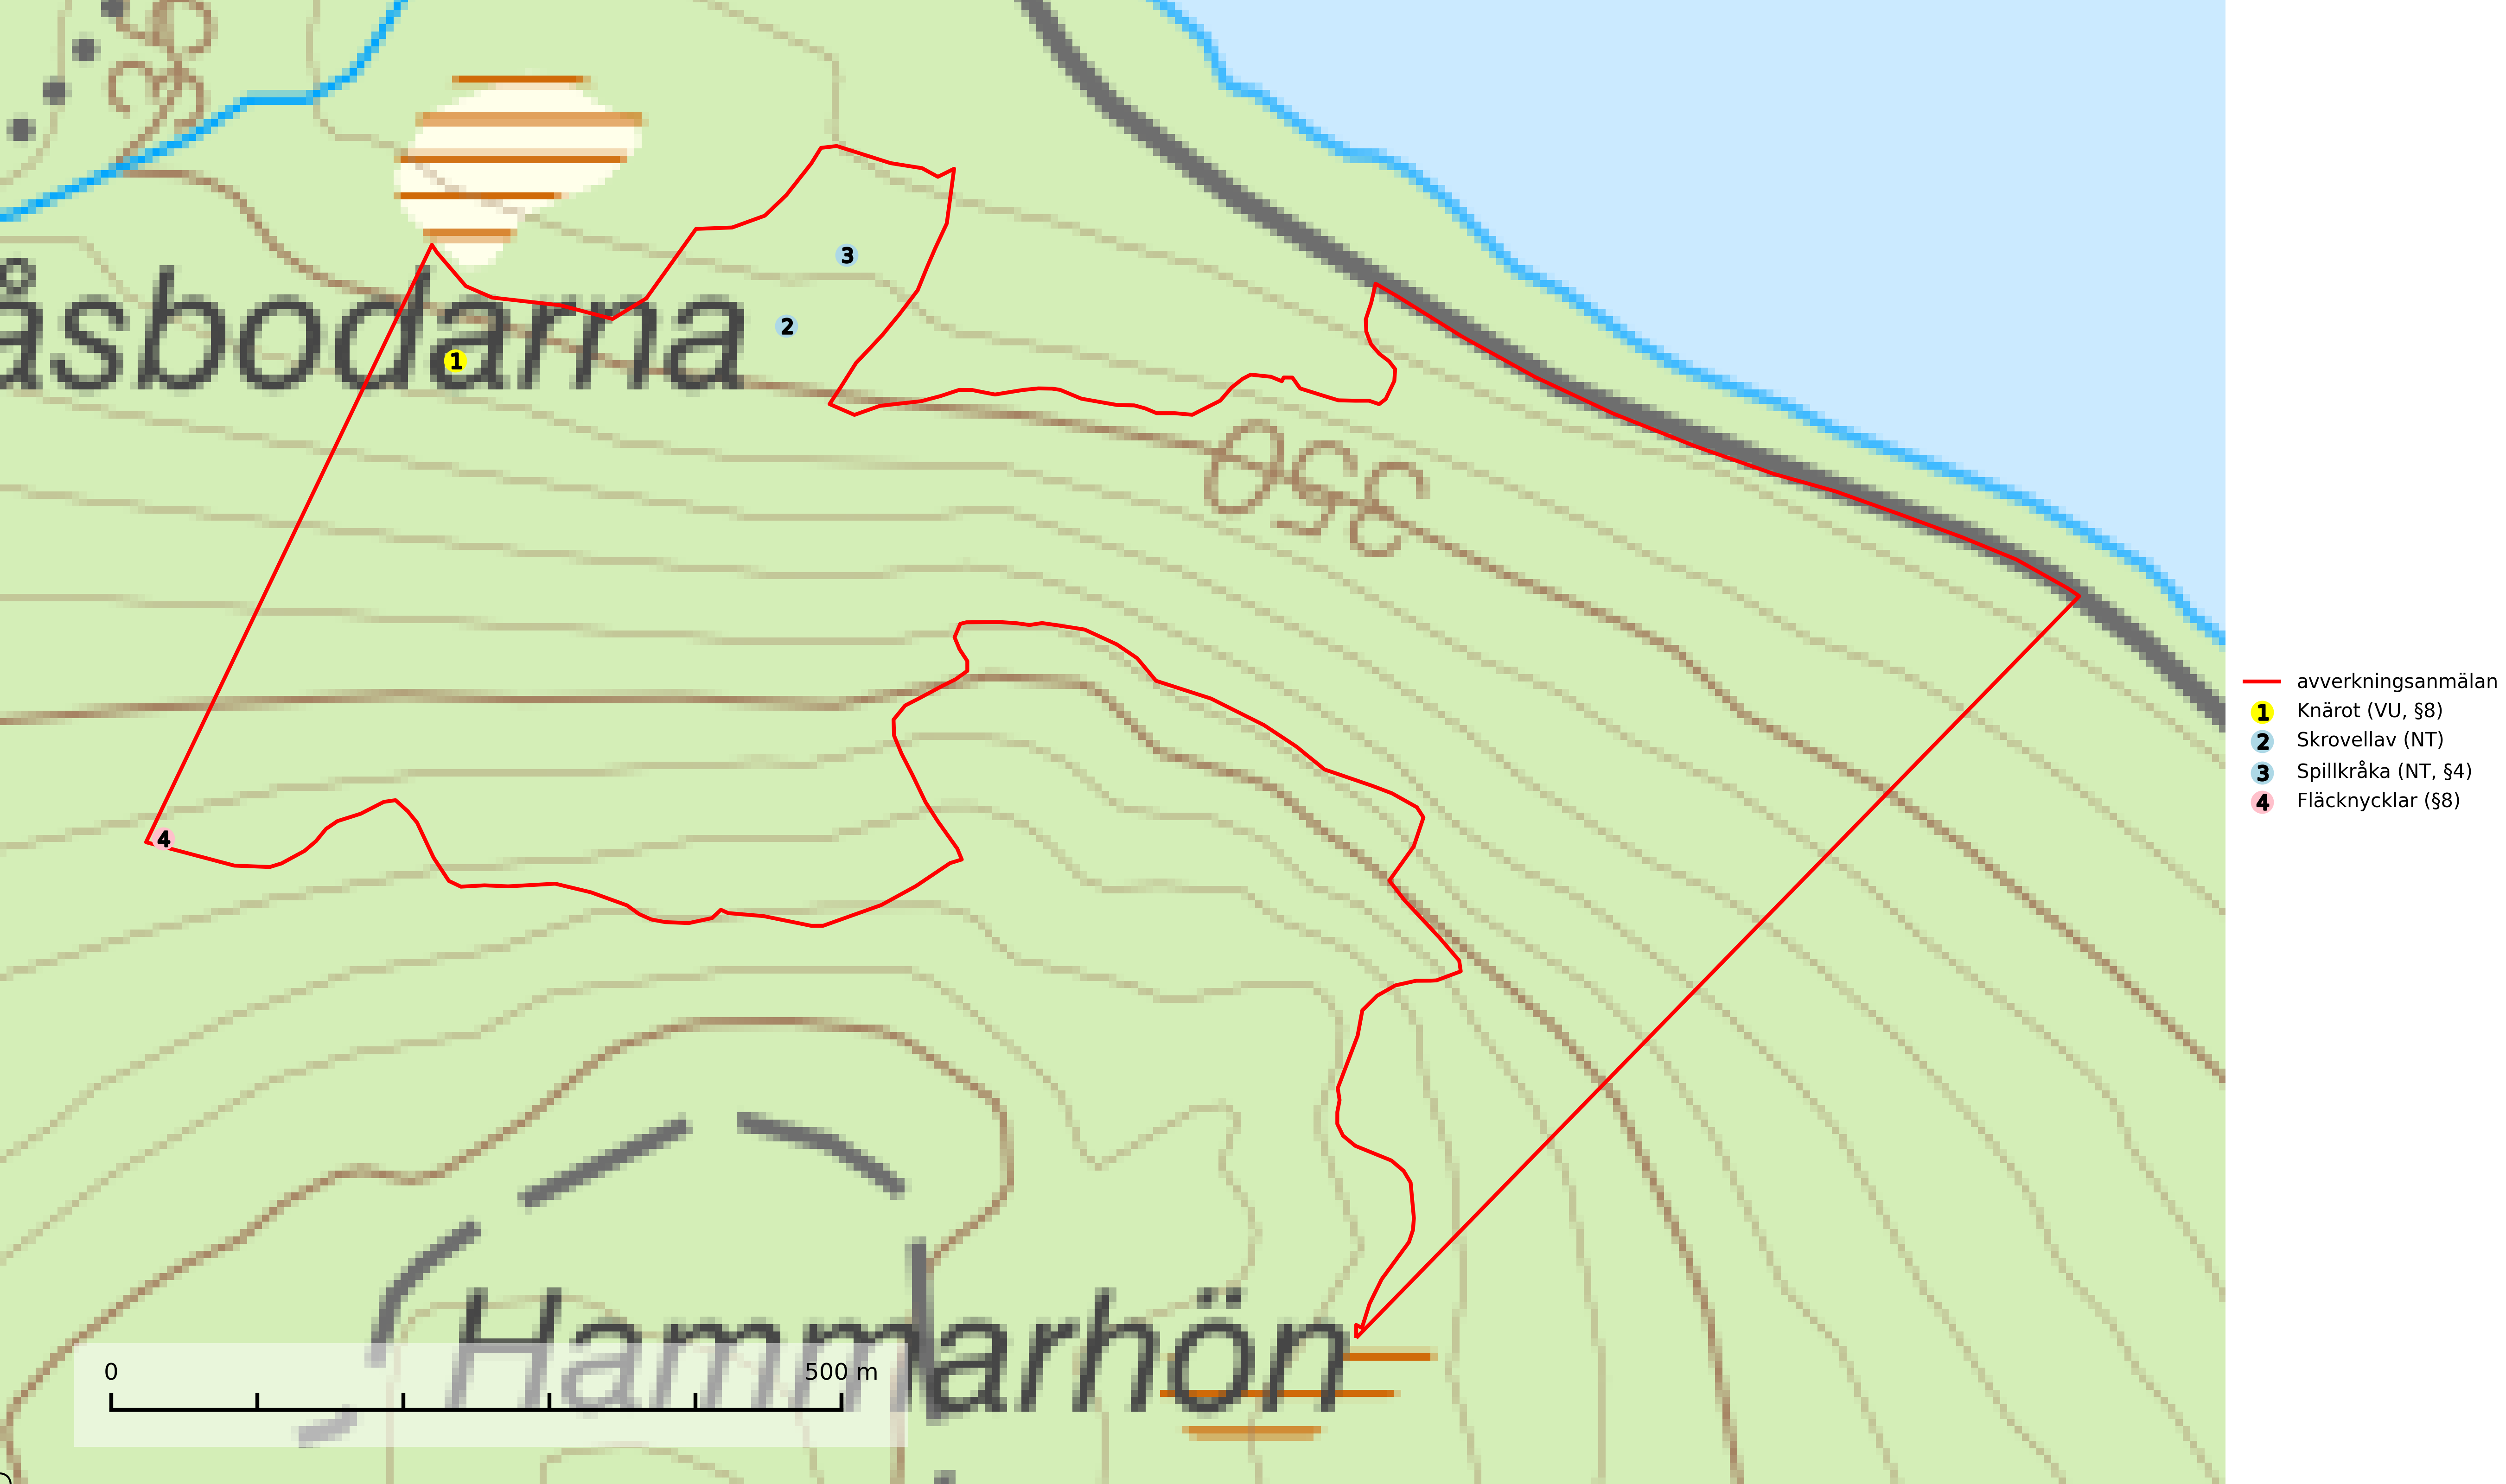 3
2
åsbodarna
1
350
4
Hammarhön
0 500 m
avverkningsanmälan
1 Knärot (VU, §8)
2 Skrovellav (NT)
3 Spillkråka (NT, §4)
4 Fläcknycklar (§8)